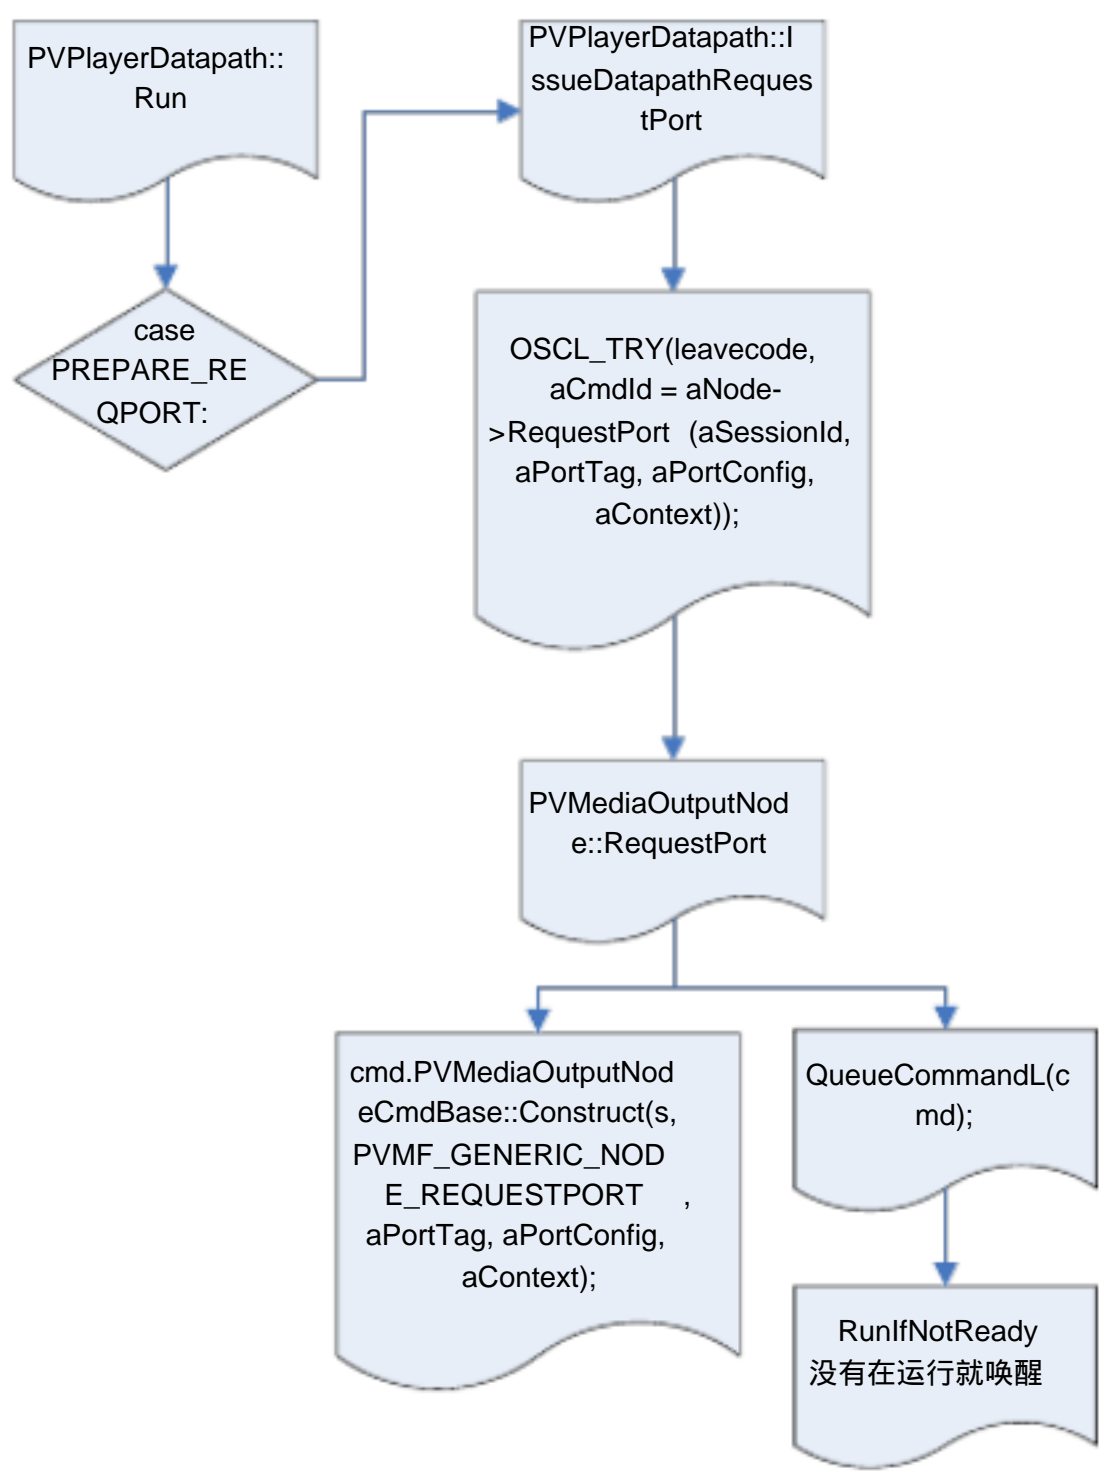 PVPlayerDatapath::
Run
case
PREPARE_RE
QPORT:
PVPlayerDatapath::I
ssueDatapathReques
tPort
OSCL_TRY(leavecode,
aCmdId = aNode-
>RequestPort (aSessionId,
aPortTag, aPortConfig,
aContext));
PVMediaOutputNod
e::RequestPort
cmd.PVMediaOutputNod
eCmdBase::Construct(s,
PVMF_GENERIC_NOD
E_REQUESTPORT ,
aPortTag, aPortConfig,
aContext);
QueueCommandL(c
md);
RunIfNotReady
没有在运行就唤醒